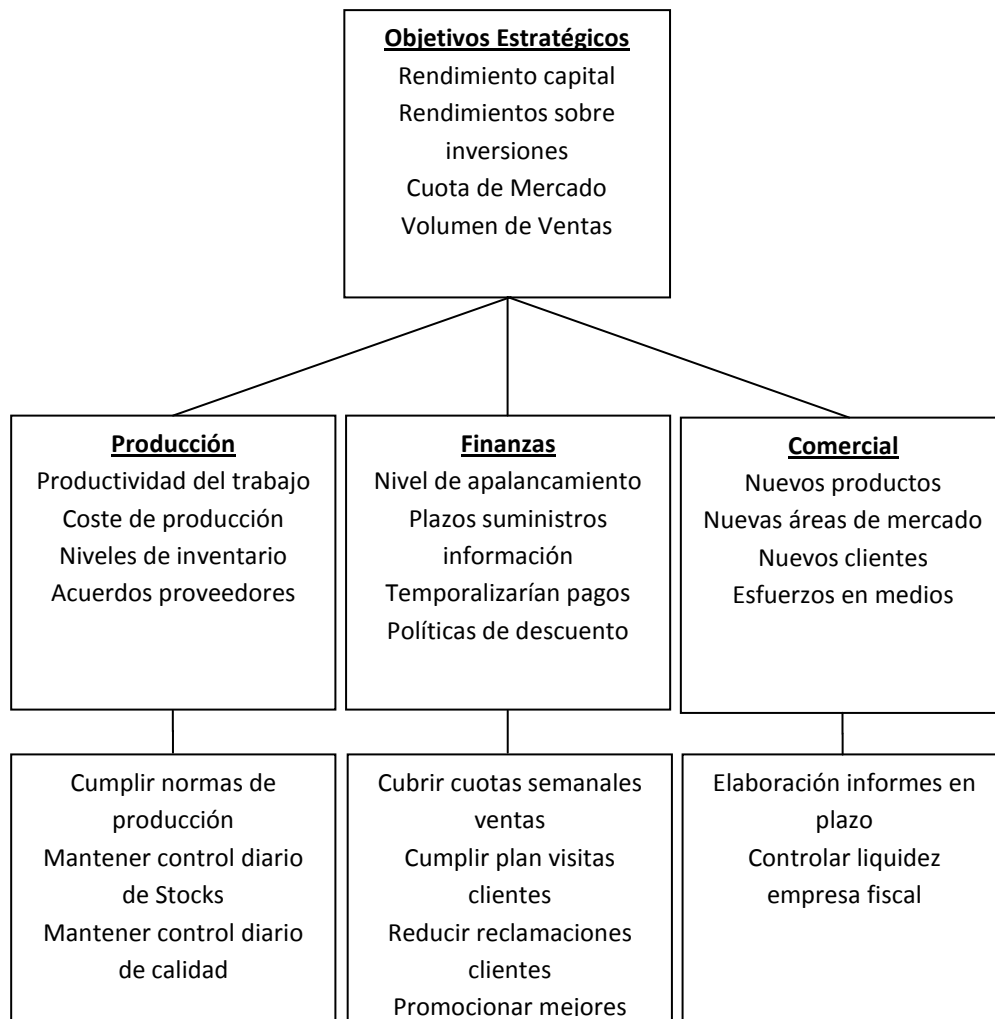 Objetivos Estratégicos
Rendimiento capital
Rendimientos sobre
inversiones
Cuota de Mercado
Volumen de Ventas
Producción
Productividad del trabajo
Coste de producción
Niveles de inventario
Acuerdos proveedores
Finanzas
Nivel de apalancamiento
Plazos suministros
información
Temporalizarían pagos
Políticas de descuento
Comercial
Nuevos productos
Nuevas áreas de mercado
Nuevos clientes
Esfuerzos en medios
Cumplir normas de
producción
Mantener control diario
de Stocks
Mantener control diario
de calidad
Cubrir cuotas semanales
ventas
Cumplir plan visitas
clientes
Reducir reclamaciones
clientes
Promocionar mejores
Elaboración informes en
plazo
Controlar liquidez
empresa fiscal